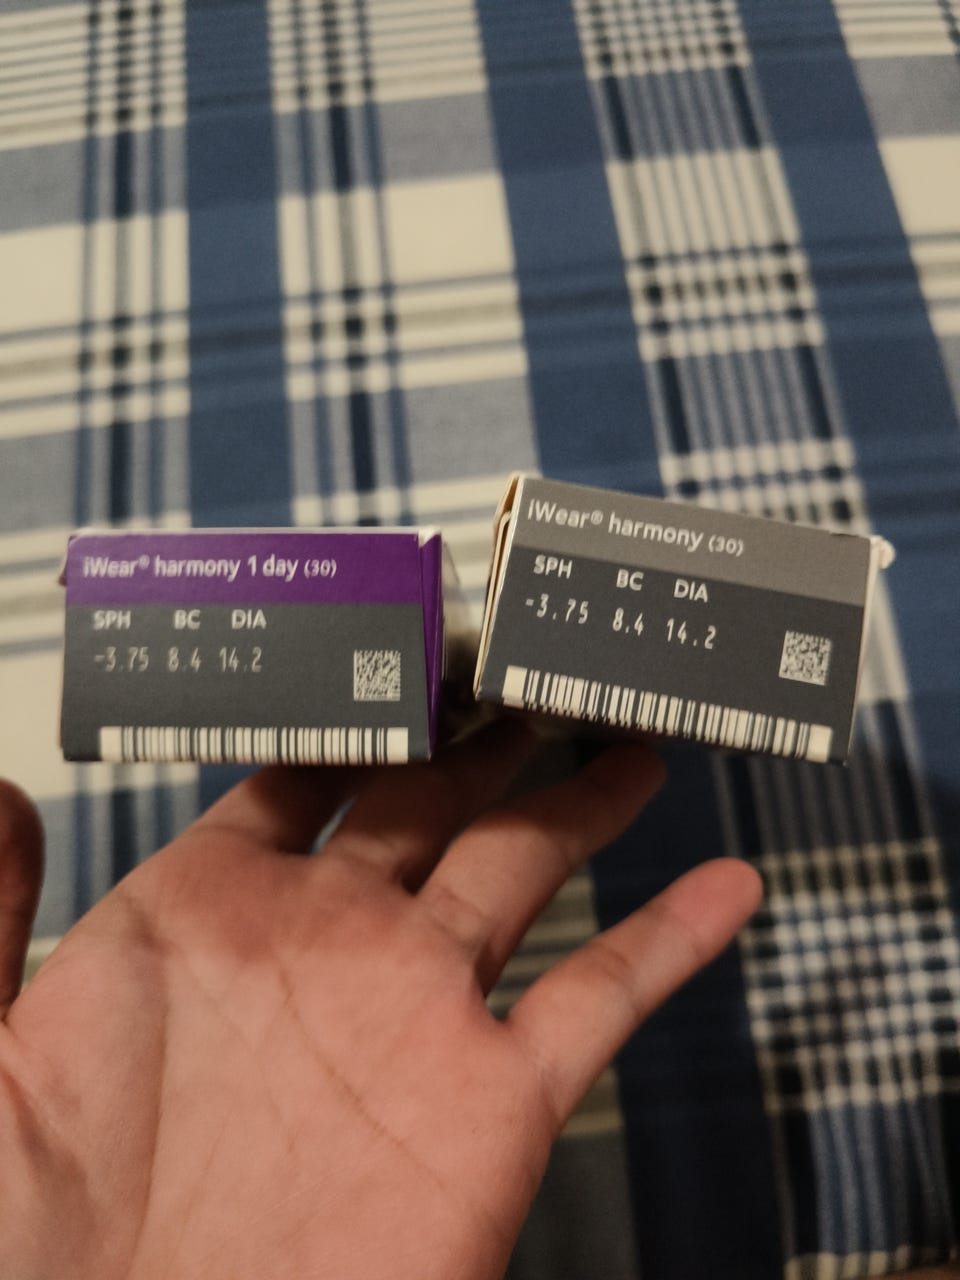 iWear® harmony 1 day (30)
SPH BC DIA
-3.75 8.4 14.2
iWear® harmony (30)
SPH BC DIA
-3.75 8.4 14.2